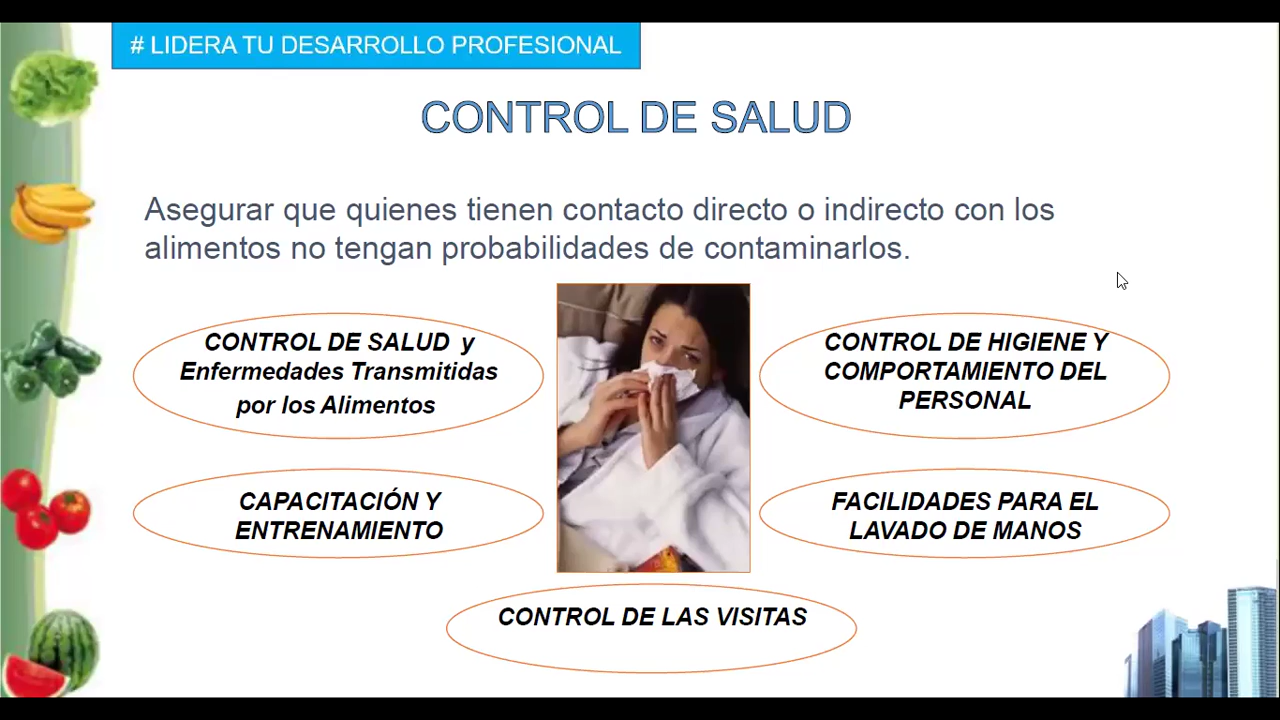 # LIDERA TU DESARROLLO PROFESIONAL
CONTROL DE SALUD
Asegurar que quienes tienen contacto directo o indirecto con los
alimentos no tengan probabilidades de contaminarlos.
CONTROL DE SALUD y
Enfermedades Transmitidas
por los Alimentos
CONTROL DE HIGIENE Y
COMPORTAMIENTO DEL
PERSONAL
CAPACITACIÓN Y
ENTRENAMIENTO
FACILIDADES PARA EL
LAVADO DE MANOS
CONTROL DE LAS VISITAS